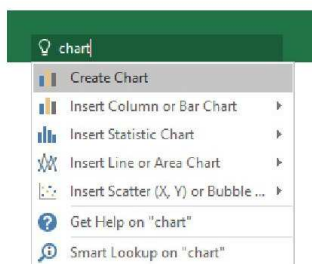 chart
Create Chart
Insert Column or Bar Chart
Insert Statistic Chart
Insert Line or Area Chart
Insert Scatter (X, Y) or Bubble ...
Get Help on "chart"
Smart Lookup on "chart"